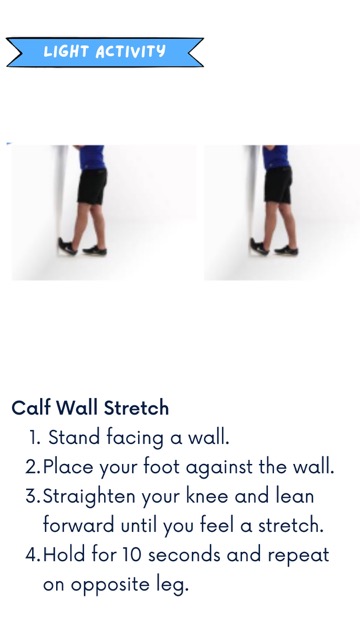 LIGHT ACTIVITY
Calf Wall Stretch
1. Stand facing a wall.
2. Place your foot against the wall.
3. Straighten your knee and lean
forward until you feel a stretch.
4. Hold for 10 seconds and repeat
on opposite leg.